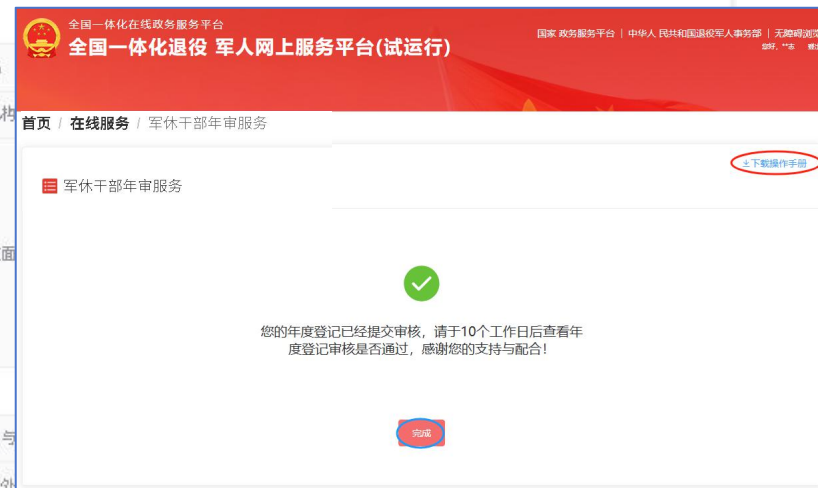 全国一体化在线政务服务平台
全国一体化退役 军人网上服务平台(试运行)
国家 政务服务平台 | 中华人 民共和国退役军人事务部 | 无障碍浏览
您好，**志
首页 / 在线服务 / 军休干部年审服务
下载操作手册
军休干部年审服务
您的年度登记已经提交审核，请于10个工作日后查看年
度登记审核是否通过，感谢您的支持与配合！
完成
面
与
外